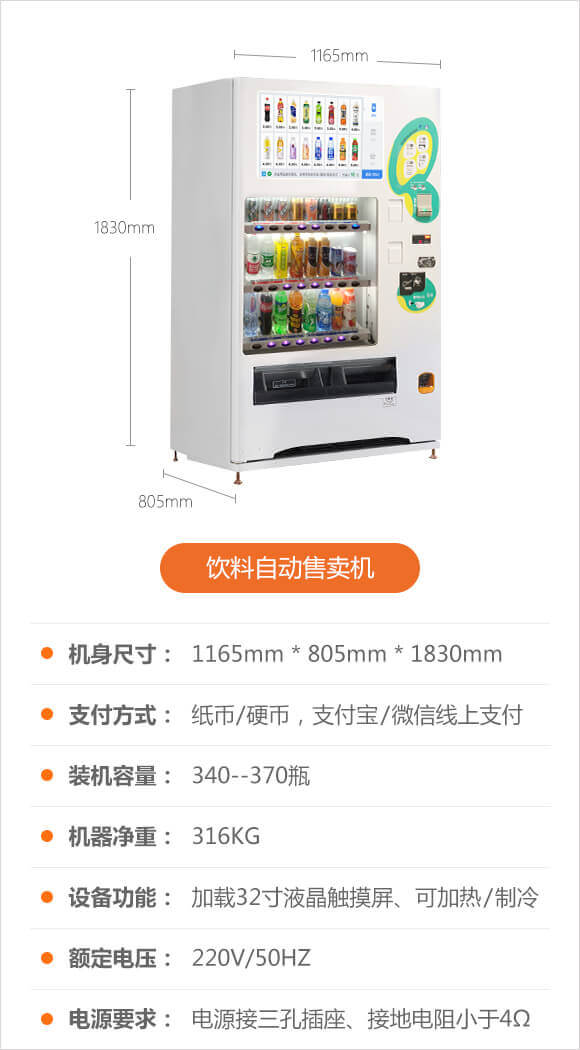 1165mm
1830mm
805mm
饮料自动售卖机
机身尺寸： 1165mm * 805mm * 1830mm
支付方式： 纸币/硬币，支付宝/微信线上支付
装机容量： 340--370瓶
机器净重： 316KG
设备功能： 加载32寸液晶触摸屏、可加热/制冷
额定电压： 220V/50HZ
电源要求： 电源接三孔插座、接地电阻小于4Ω